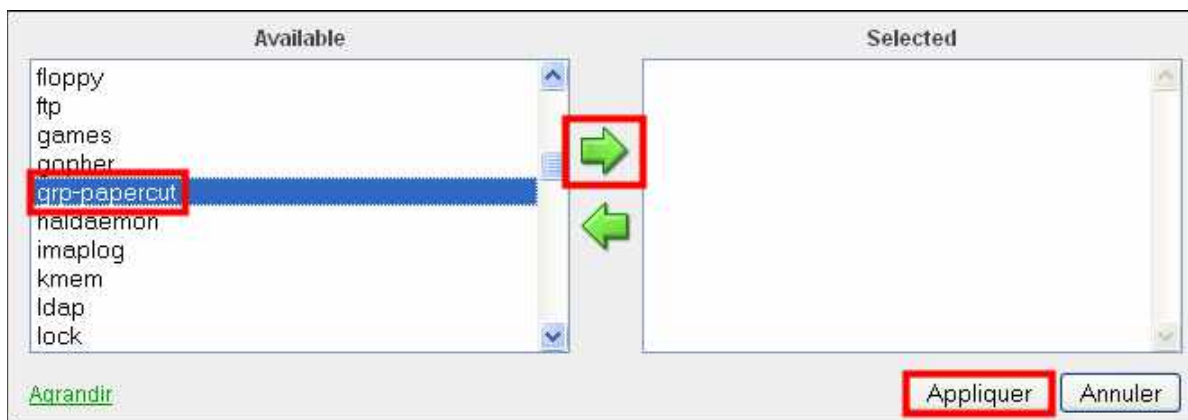 Available
Selected
floppy
ftp
games
gopher
grp-papercut
haldaemon
imaplog
kmem
ldap
lock
Agrandir
Appliquer
Annuler